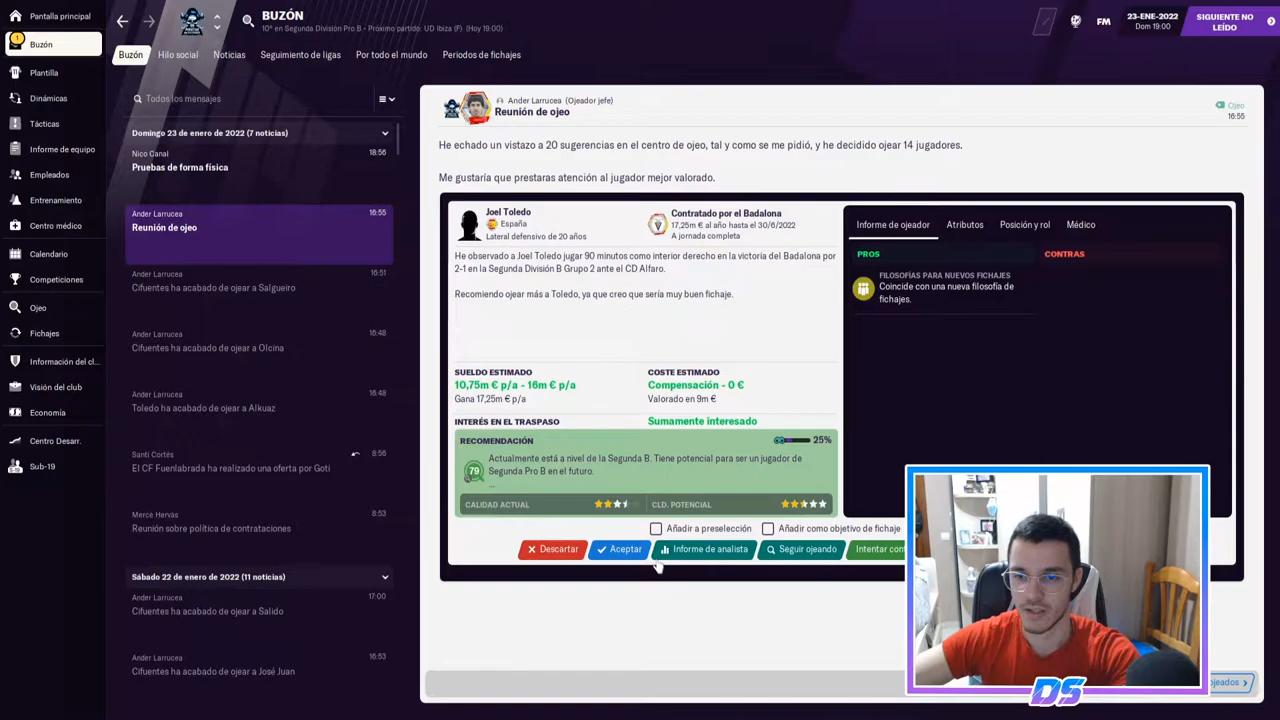 Pantalla principal
BUZÓN
10º en Segunda División Pro B - Próximo partido: UD Ibiza (F) (Hoy 19:00)
FM
23-ENE-2022
Dom 19:00
SIGUIENTE NO
LEÍDO
1
Buzón
Plantilla
Dinámicas
Tácticas
Informe de equipo
Empleados
Entrenamiento
Centro médico
Calendario
Competiciones
Ojeo
Fichajes
Información del cl...
Visión del club
Economía
Centro Desarr.
Sub-19
Buzón
Hilo social
Noticias
Seguimiento de ligas
Por todo el mundo
Periodos de fichajes
Todos los mensajes
Domingo 23 de enero de 2022 (7 noticias)
Nico Canal 18:56
Pruebas de forma física
Ander Larrucea 16:55
Reunión de ojeo
Ander Larrucea 16:51
Cifuentes ha acabado de ojear a Salgueiro
Ander Larrucea 16:48
Cifuentes ha acabado de ojear a Olcina
Ander Larrucea 16:48
Toledo ha acabado de ojear a Alkuaz
Santi Cortés 8:56
El CF Fuenlabrada ha realizado una oferta por Goti
Mercè Hervás 8:53
Reunión sobre política de contrataciones
Sábado 22 de enero de 2022 (11 noticias)
Ander Larrucea 17:00
Cifuentes ha acabado de ojear a Salido
Ander Larrucea 16:53
Cifuentes ha acabado de ojear a José Juan
Ander Larrucea (Ojeador jefe)
Reunión de ojeo
Ojeo
16:55
He echado un vistazo a 20 sugerencias en el centro de ojeo, tal y como se me pidió, y he decidido ojear 14 jugadores.
Me gustaría que prestaras atención al jugador mejor valorado.
Joel Toledo
España
Lateral defensivo de 20 años
Contratado por el Badalona
17,25m € al año hasta el 30/6/2022
A jornada completa
He observado a Joel Toledo jugar 90 minutos como interior derecho en la victoria del Badalona por
2-1 en la Segunda División B Grupo 2 ante el CD Alfaro.
Recomiendo ojear más a Toledo, ya que creo que sería muy buen fichaje.
SUELDO ESTIMADO
10,75m € p/a - 16m € p/a
Gana 17,25m € p/a
COSTE ESTIMADO
Compensación - 0 €
Valorado en 9m €
INTERÉS EN EL TRASPASO
Sumamente interesado
RECOMENDACIÓN
25%
79
Actualmente está a nivel de la Segunda B. Tiene potencial para ser un jugador de
Segunda Pro B en el futuro.
...
CALIDAD ACTUAL
CLD. POTENCIAL
Informe de ojeador
Atributos
Posición y rol
Médico
PROS
CONTRAS
FILOSOFÍAS PARA NUEVOS FICHAJES
Coincide con una nueva filosofía de
fichajes.
Añadir a preselección
Añadir como objetivo de fichaje
Descartar
Aceptar
Informe de analista
Seguir ojeando
Intentar cont
ojeados
DS